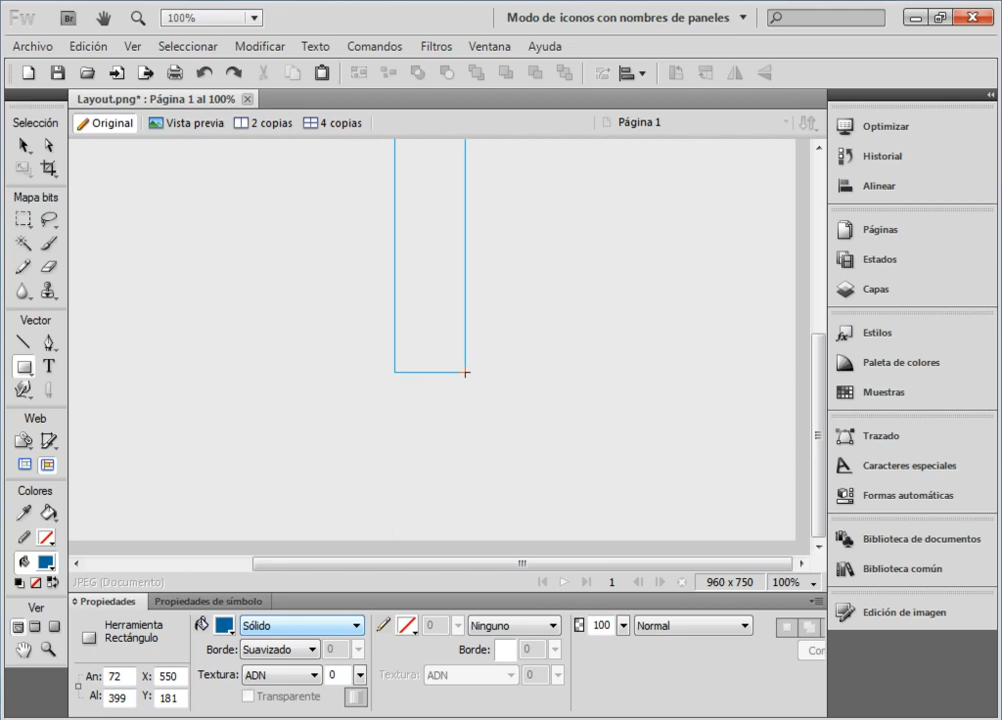 Fw Br 100% Modo de iconos con nombres de paneles
Archivo Edición Ver Seleccionar Modificar Texto Comandos Filtros Ventana Ayuda
Layout.png* : Página 1 al 100%
Original Vista previa 2 copias 4 copias Página 1
Selección
Mapa bits
Vector
T
Web
Colores
Ver
Optimizar
Historial
Alinear
Páginas
Estados
Capas
Estilos
Paleta de colores
Muestras
Trazado
Caracteres especiales
Formas automáticas
Biblioteca de documentos
Biblioteca común
Edición de imagen
JPEG (Documento) 1 960 x 750 100%
Propiedades Propiedades de símbolo
Herramienta
Rectángulo
Sólido 0 Ninguno 100 Normal
Borde: Suavizado 0 Borde: 0
An: 72 X: 550 Textura: ADN 0 Textura: ADN 0
Al: 399 Y: 181 Transparente